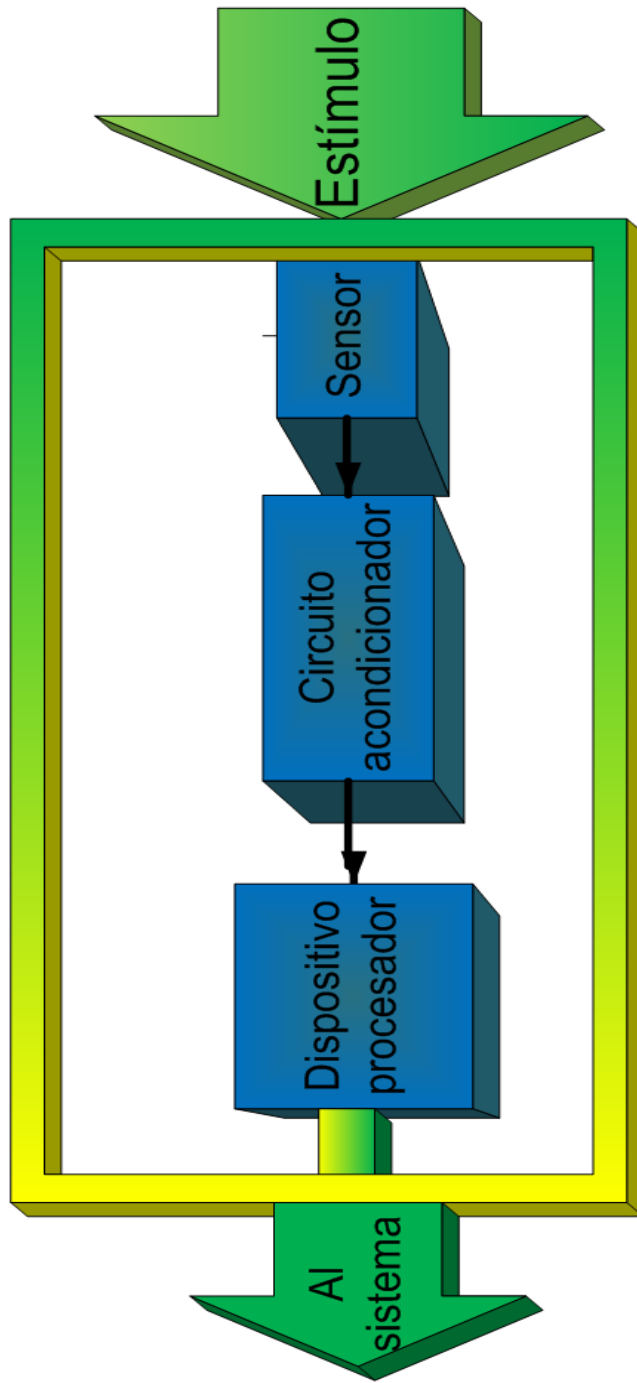 Estímulo
Sensor
Circuito
acondicionador
Dispositivo
procesador
Al
sistema